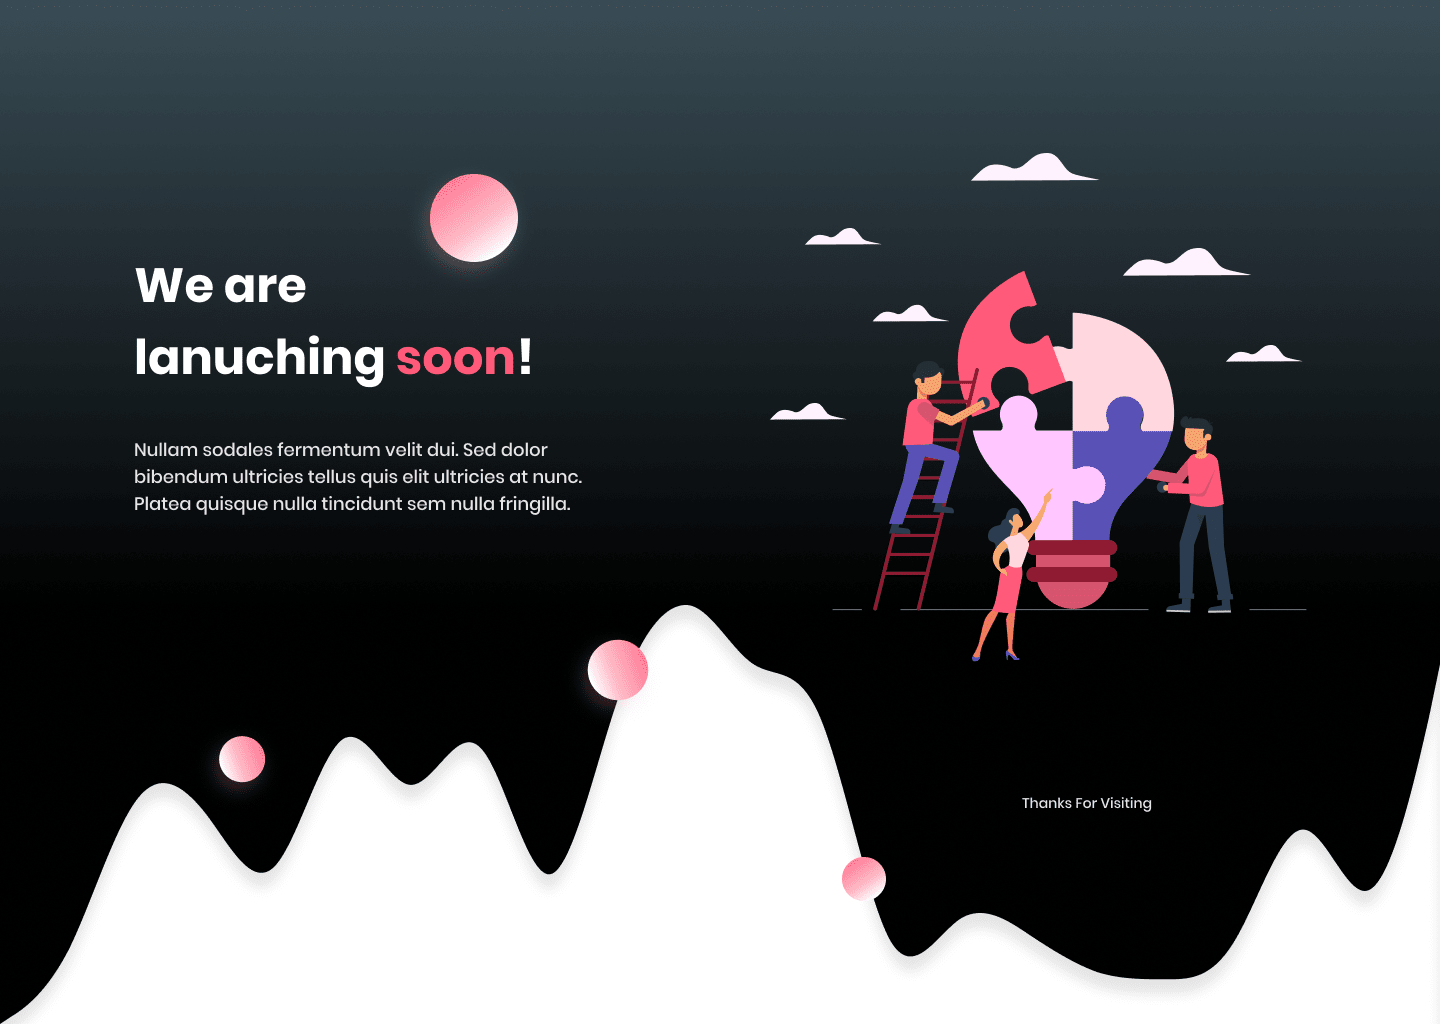 We are
lanuching soon!
Nullam sodales fermentum velit dui. Sed dolor
bibendum ultricies tellus quis elit ultricies at nunc.
Platea quisque nulla tincidunt sem nulla fringilla.
Thanks For Visiting